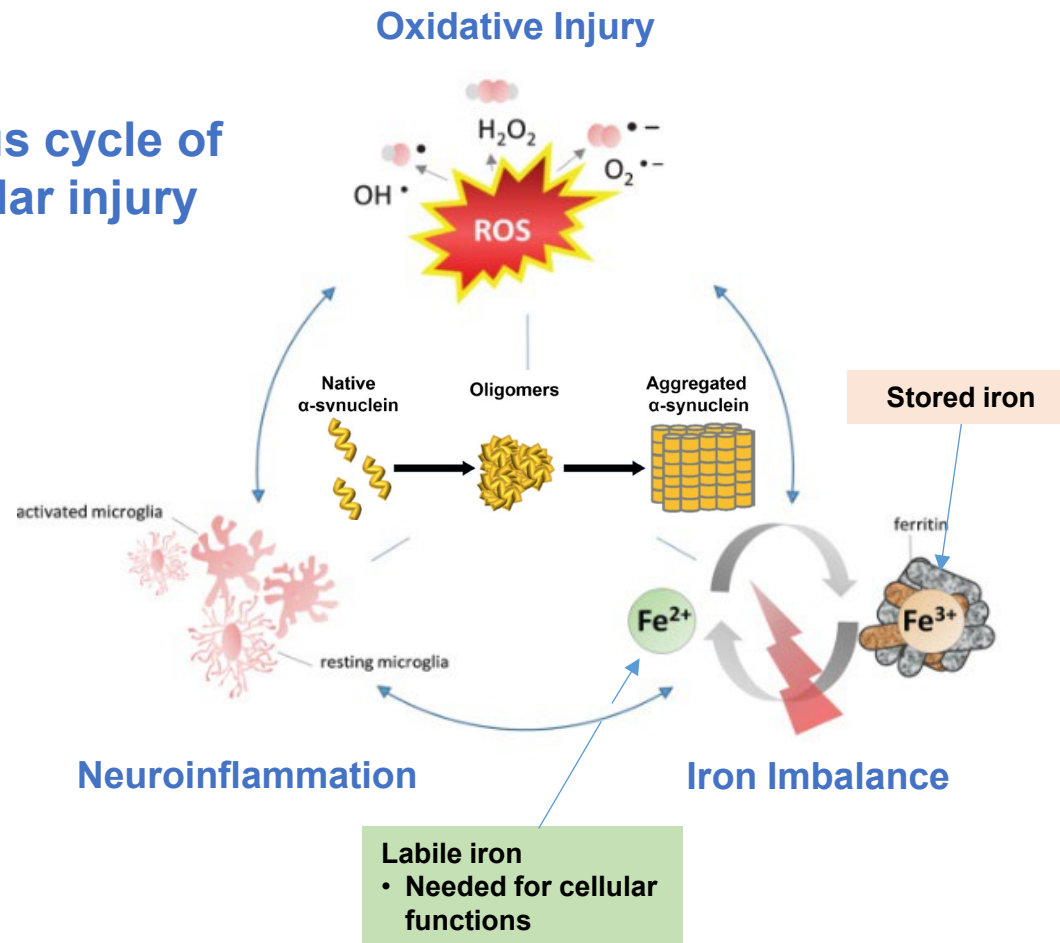 Oxidative Injury
us cycle of
lar injury
H₂O₂
OH •
O₂•−
ROS
Native
α-synuclein
Oligomers
Aggregated
α-synuclein
Stored iron
activated microglia
ferritin
Fe²⁺
Fe³⁺
resting microglia
Neuroinflammation
Iron Imbalance
Labile iron
• Needed for cellular
functions